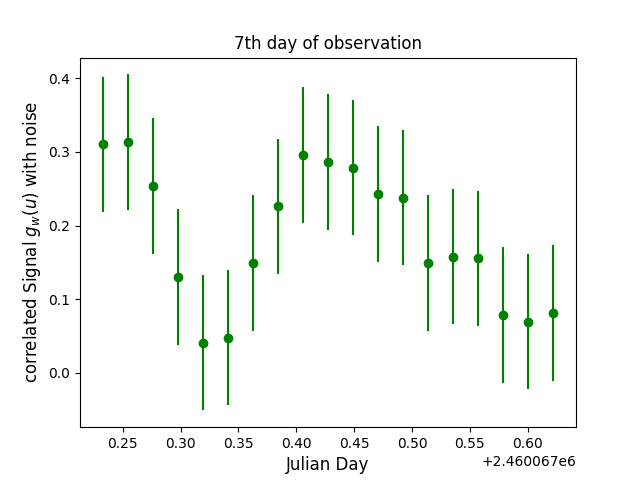 7th day of observation
correlated Signal g_w(u) with noise
0.4
0.3
0.2
0.1
0.0
0.25 0.30 0.35 0.40 0.45 0.50 0.55 0.60
Julian Day
+2.460067e6